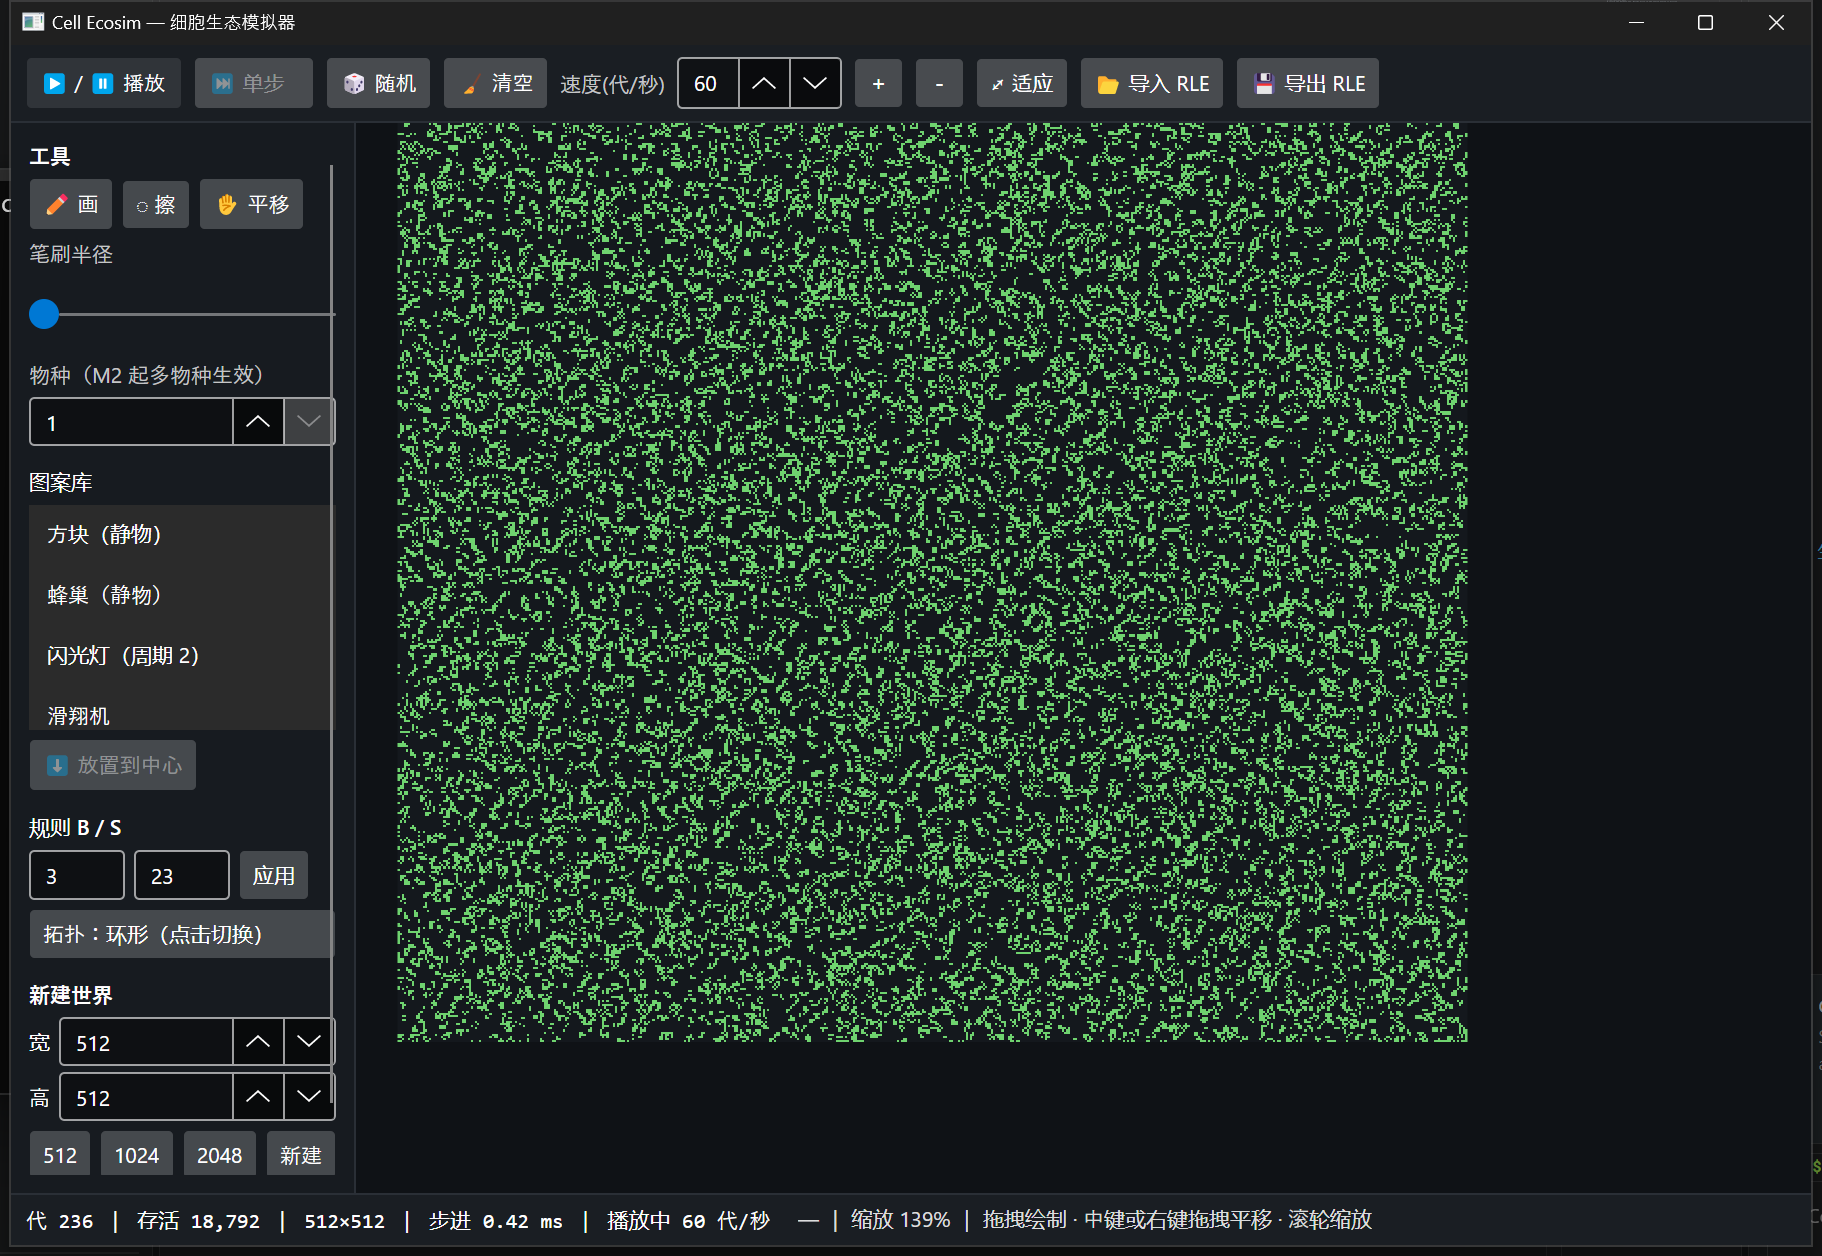 Cell Ecosim — 细胞生态模拟器
/ 播放 单步 随机 清空 速度(代/秒) 60 + - 适应 导入 RLE 导出 RLE
工具
画 擦 平移
笔刷半径
物种（M2 起多物种生效）
1
图案库
方块（静物）
蜂巢（静物）
闪光灯（周期 2）
滑翔机
放置到中心
规则 B / S
3 23 应用
拓扑：环形（点击切换）
新建世界
宽 512
高 512
512 1024 2048 新建
代 236 | 存活 18,792 | 512×512 | 步进 0.42 ms | 播放中 60 代/秒 — | 缩放 139% | 拖拽绘制 · 中键或右键拖拽平移 · 滚轮缩放